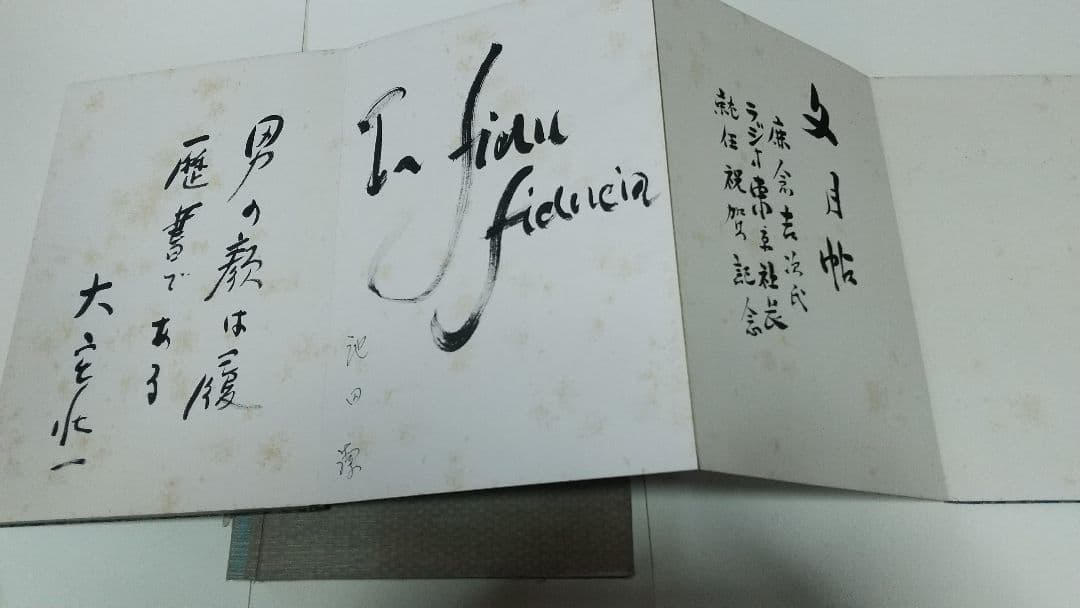 文月帖
鹿倉吉次氏
ラジオ東京社長
就任祝賀記念
In fidu
fiducia
池田潔
男の顔は履
歴書である
大宅壮一